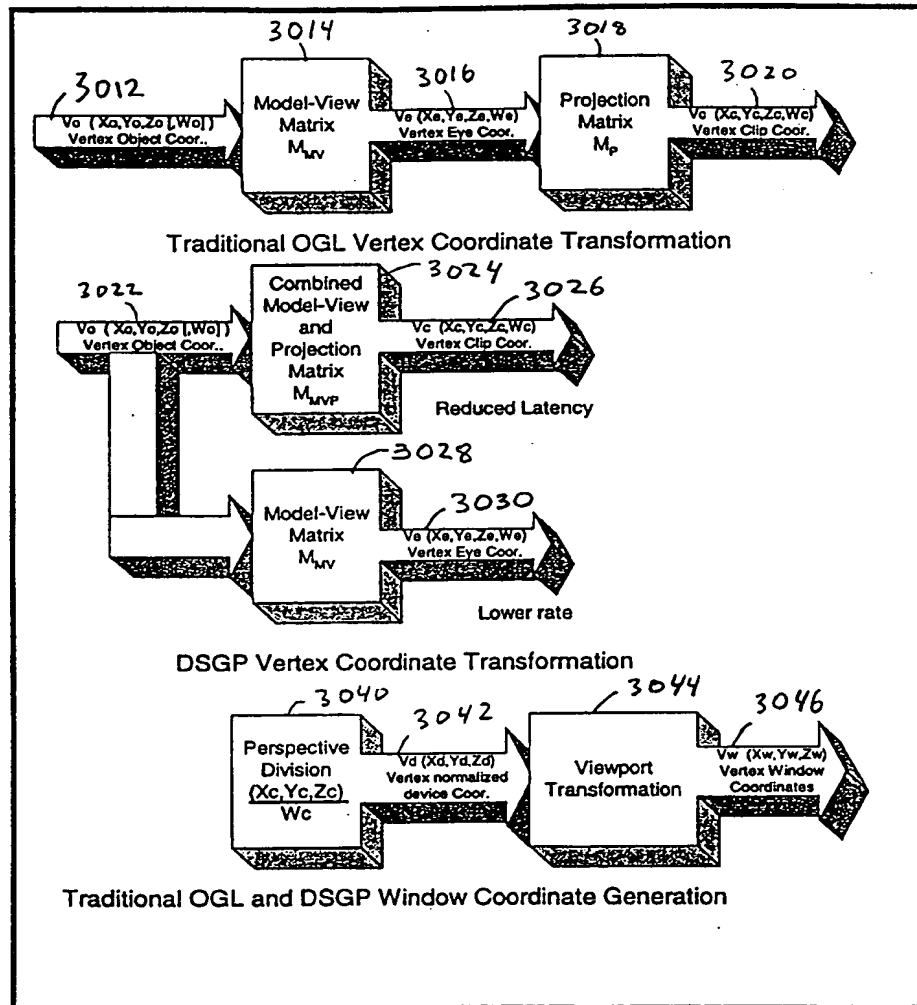 3014
3018
3012
3016
3020
Vo (Xo,Yo,Zo [,Wo] )
Vertex Object Coor..
Model-View
Matrix
MMV
Ve (Xe,Ye,Ze,We)
Vertex Eye Coor.
Projection
Matrix
MP
Vc (Xc,Yc,Zc,Wc)
Vertex Clip Coor.
Traditional OGL Vertex Coordinate Transformation
3022
3024
3026
Vo (Xo,Yo,Zo [,Wo] )
Vertex Object Coor..
Combined
Model-View
and
Projection
Matrix
MMVP
Vc (Xc,Yc,Zc,Wc)
Vertex Clip Coor.
Reduced Latency
3028
3030
Model-View
Matrix
MMV
Ve (Xe,Ye,Ze,We)
Vertex Eye Coor.
Lower rate
DSGP Vertex Coordinate Transformation
3040
3042
3044
3046
Perspective
Division
(Xc,Yc,Zc)
Wc
Vd (Xd,Yd,Zd)
Vertex normalized
device Coor.
Viewport
Transformation
Vw (Xw,Yw,Zw)
Vertex Window
Coordinates
Traditional OGL and DSGP Window Coordinate Generation